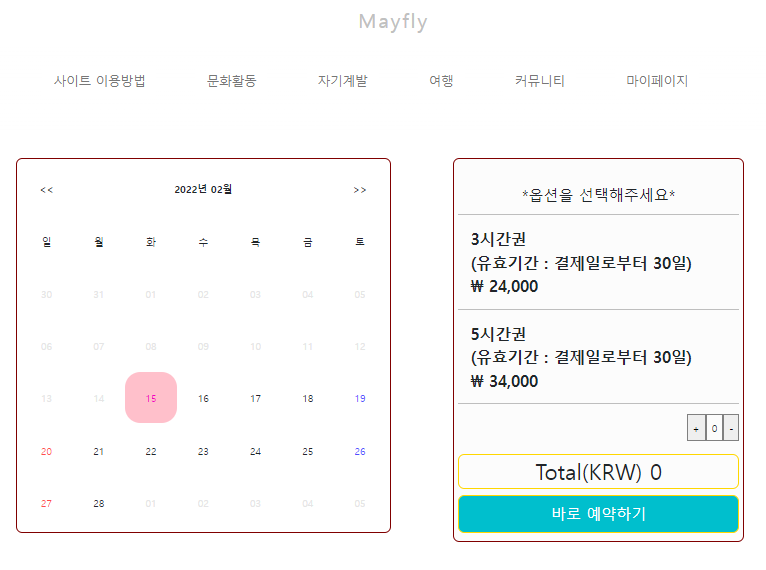 Mayfly
사이트 이용방법 문화활동 자기계발 여행 커뮤니티 마이페이지
<< 2022년 02월 >>
일 월 화 수 목 금 토
30 31 01 02 03 04 05
06 07 08 09 10 11 12
13 14 15 16 17 18 19
20 21 22 23 24 25 26
27 28 01 02 03 04 05
*옵션을 선택해주세요*
3시간권
(유효기간 : 결제일로부터 30일)
₩ 24,000
5시간권
(유효기간 : 결제일로부터 30일)
₩ 34,000
+ 0 -
Total(KRW) 0
바로 예약하기